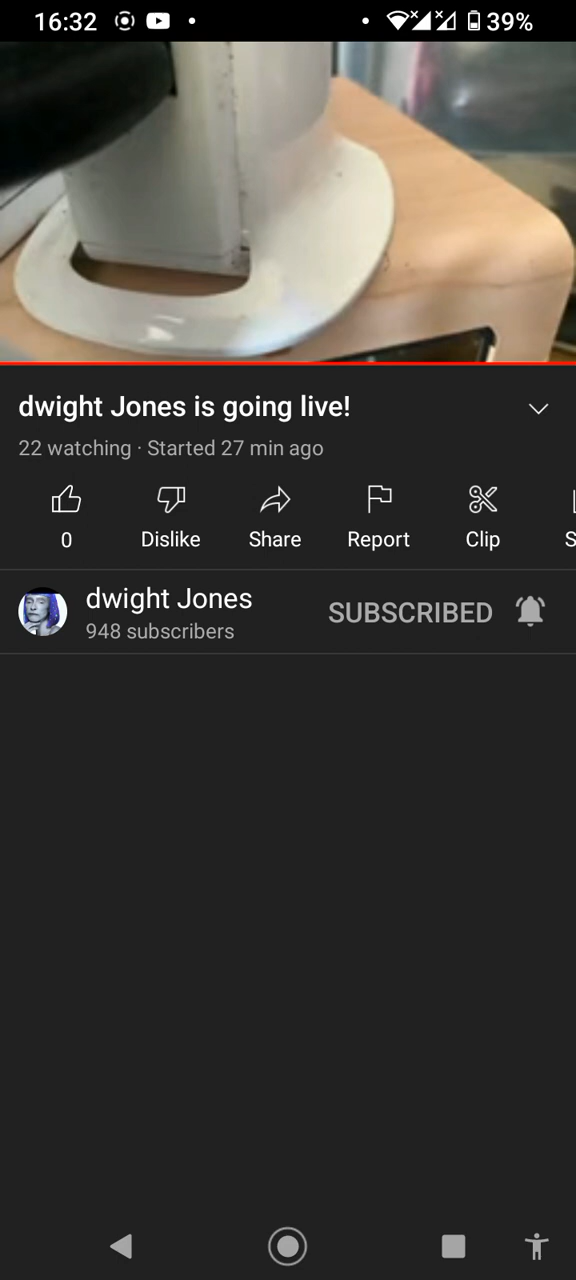 16:32 39%
dwight Jones is going live!
22 watching · Started 27 min ago
0 Dislike Share Report Clip S
dwight Jones SUBSCRIBED
948 subscribers